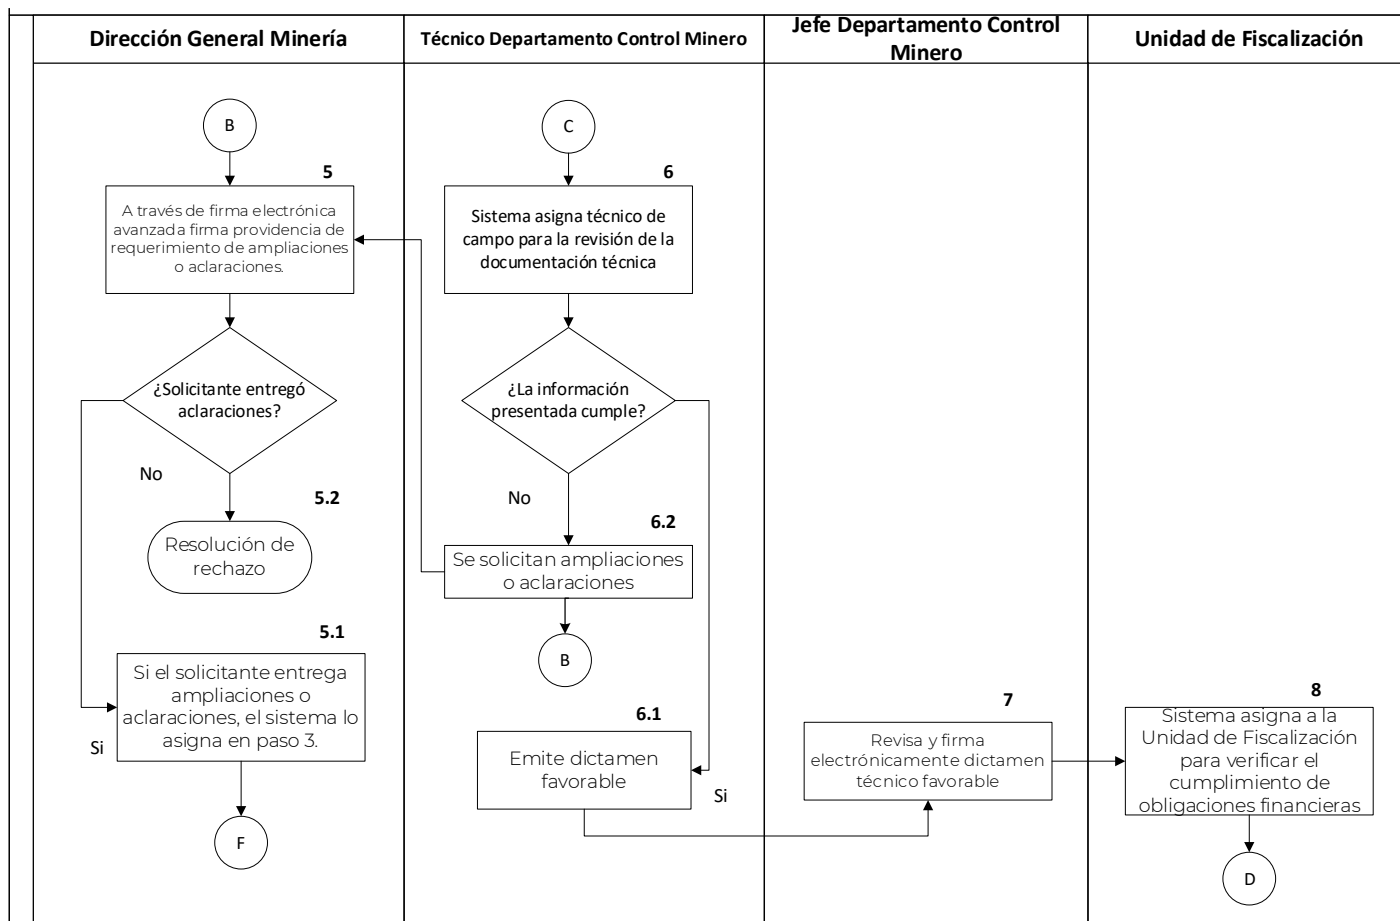 Dirección General Minería
Técnico Departamento Control Minero
Jefe Departamento Control
Minero
Unidad de Fiscalización
B
5
A través de firma electrónica
avanzada firma providencia de
requerimiento de ampliaciones
o aclaraciones.
¿Solicitante entregó
aclaraciones?
No
5.2
Resolución de
rechazo
5.1
Si el solicitante entrega
ampliaciones o
aclaraciones, el sistema lo
asigna en paso 3.
Si
F
C
6
Sistema asigna técnico de
campo para la revisión de la
documentación técnica
¿La información
presentada cumple?
No
6.2
Se solicitan ampliaciones
o aclaraciones
B
6.1
Emite dictamen
favorable
Si
7
Revisa y firma
electrónicamente dictamen
técnico favorable
8
Sistema asigna a la
Unidad de Fiscalización
para verificar el
cumplimiento de
obligaciones financieras
D